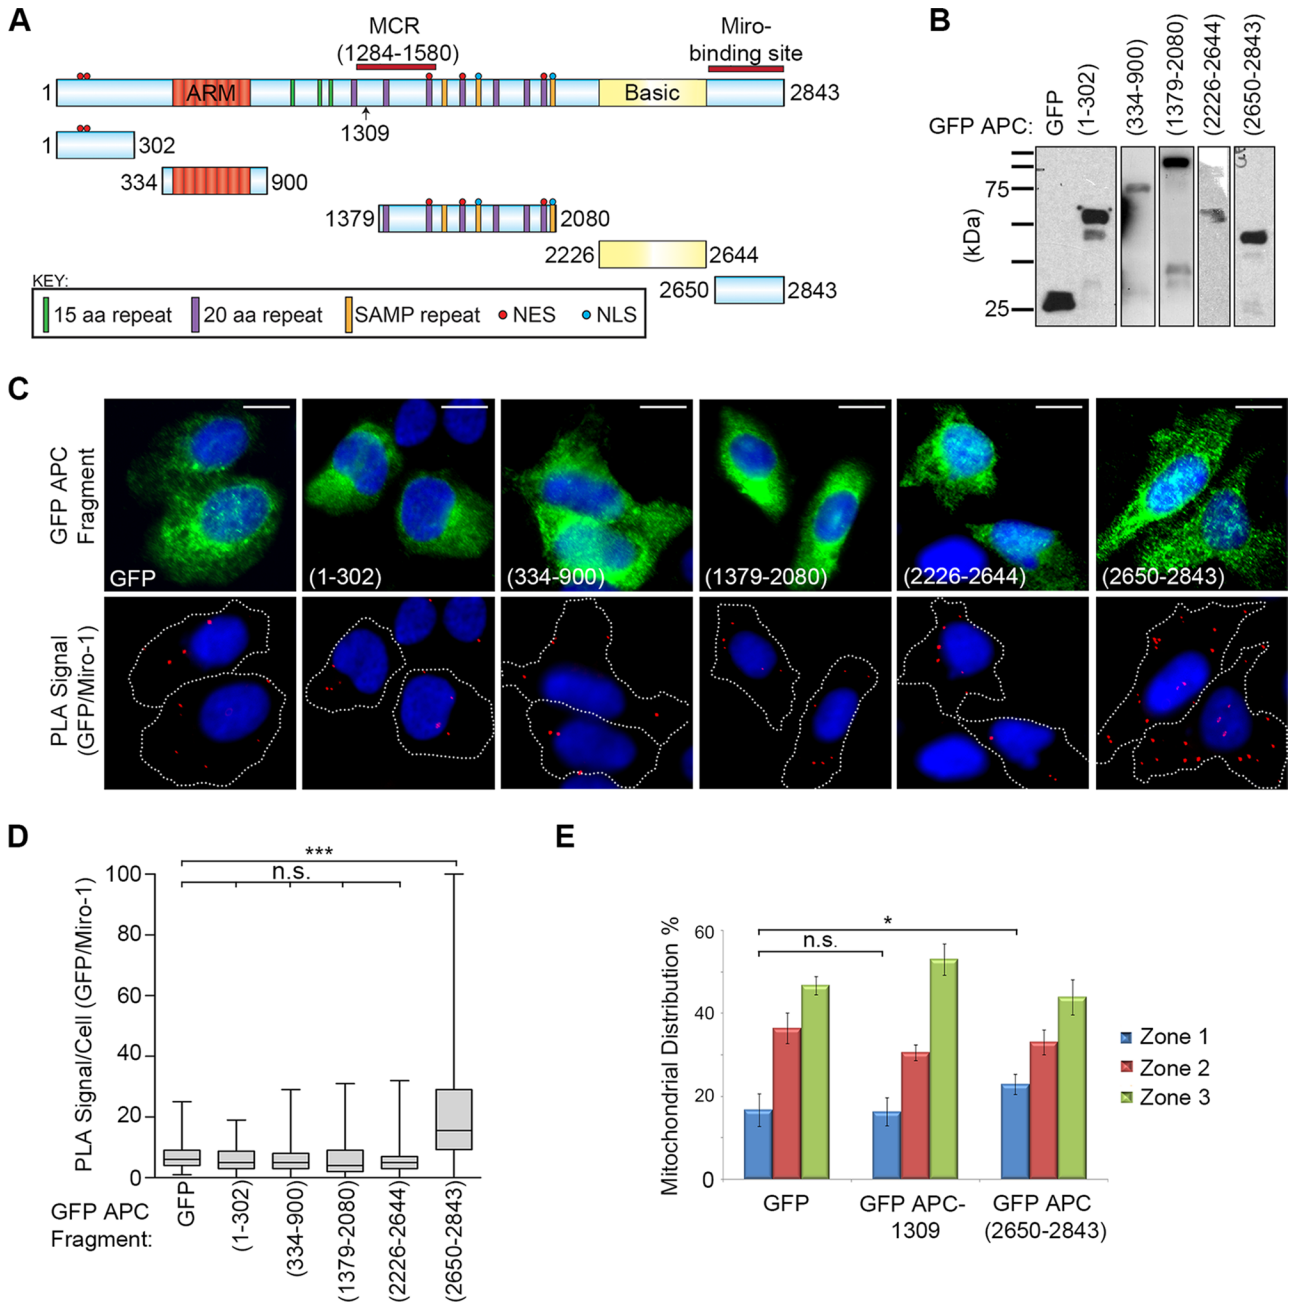 A
MCR
(1284-1580)
Miro-
binding site
1 ARM Basic 2843
1309
1 302
334 900
1379 2080
2226 2644
2650 2843
KEY:
15 aa repeat 20 aa repeat SAMP repeat NES NLS
B
GFP APC: GFP (1-302) (334-900) (1379-2080) (2226-2644) (2650-2843)
75
(kDa)
25
C
GFP APC
Fragment
GFP (1-302) (334-900) (1379-2080) (2226-2644) (2650-2843)
PLA Signal
(GFP/Miro-1)
D
***
n.s.
PLA Signal/Cell (GFP/Miro-1)
100
80
60
40
20
0
GFP APC
Fragment:
GFP (1-302) (334-900) (1379-2080) (2226-2644) (2650-2843)
E
*
n.s.
Mitochondrial Distribution %
60
40
20
0
GFP GFP APC-
1309 GFP APC
(2650-2843)
Zone 1
Zone 2
Zone 3